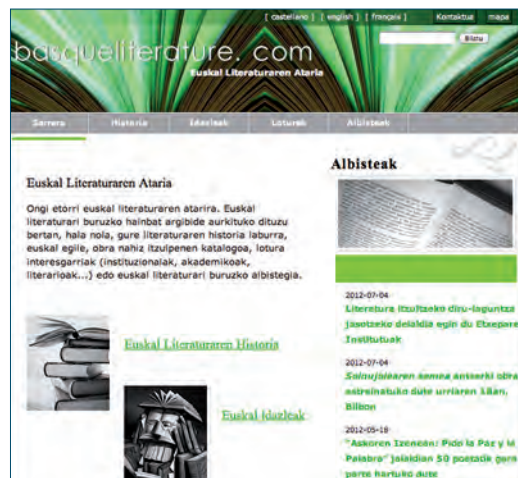 [ castellano ] [ english ] [ français ] Kontaktua mapa
Bilatu
basqueliterature. com
Euskal Literaturaren Ataria
Sarrera Historia Idazleak Loturak Albisteak
Euskal Literaturaren Ataria
Ongi etorri euskal literaturaren atarira. Euskal
literaturari buruzko hainbat argibide aurkituko dituzu
bertan, hala nola, gure literaturaren historia laburra,
euskal egile, obra nahiz itzulpenen katalogoa, lotura
interesgarriak (instituzionalak, akademikoak,
literarioak...) edo euskal literaturari buruzko albistegia.
Euskal Literaturaren Historia
Euskal Idazleak
Albisteak
2012-07-04
Literatura itzultzeko diru-laguntza
jasotzeko deialdia egin du Etxepare
Institutuak
2012-07-04
Soinujolearen semea antzerki obra
estreinatuko dute urriaren 18an,
Bilbon
2012-05-18
"Askoren Izenean: Pido la Paz y la
Palabra" jaialdian 50 poetatik gora
parte hartuko dute